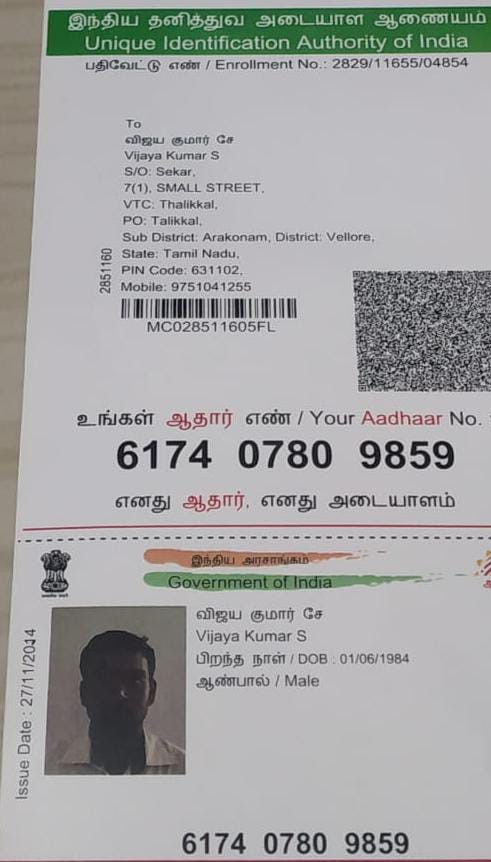 இந்திய தனித்துவ அடையாள ஆணையம்
Unique Identification Authority of India
பதிவேட்டு எண் / Enrollment No.: 2829/11655/04854
To
விஜய குமார் சே
Vijaya Kumar S
S/O: Sekar,
7(1), SMALL STREET,
VTC: Thalikkal,
PO: Talikkal,
Sub District: Arakonam, District: Vellore,
State: Tamil Nadu,
PIN Code: 631102,
Mobile: 9751041255
2851160
MC028511605FL
உங்கள் ஆதார் எண் / Your Aadhaar No.
6174 0780 9859
எனது ஆதார், எனது அடையாளம்
இந்திய அரசாங்கம்
Government of India
விஜய குமார் சே
Vijaya Kumar S
பிறந்த நாள் / DOB : 01/06/1984
ஆண்பால் / Male
Issue Date : 27/11/2014
6174 0780 9859